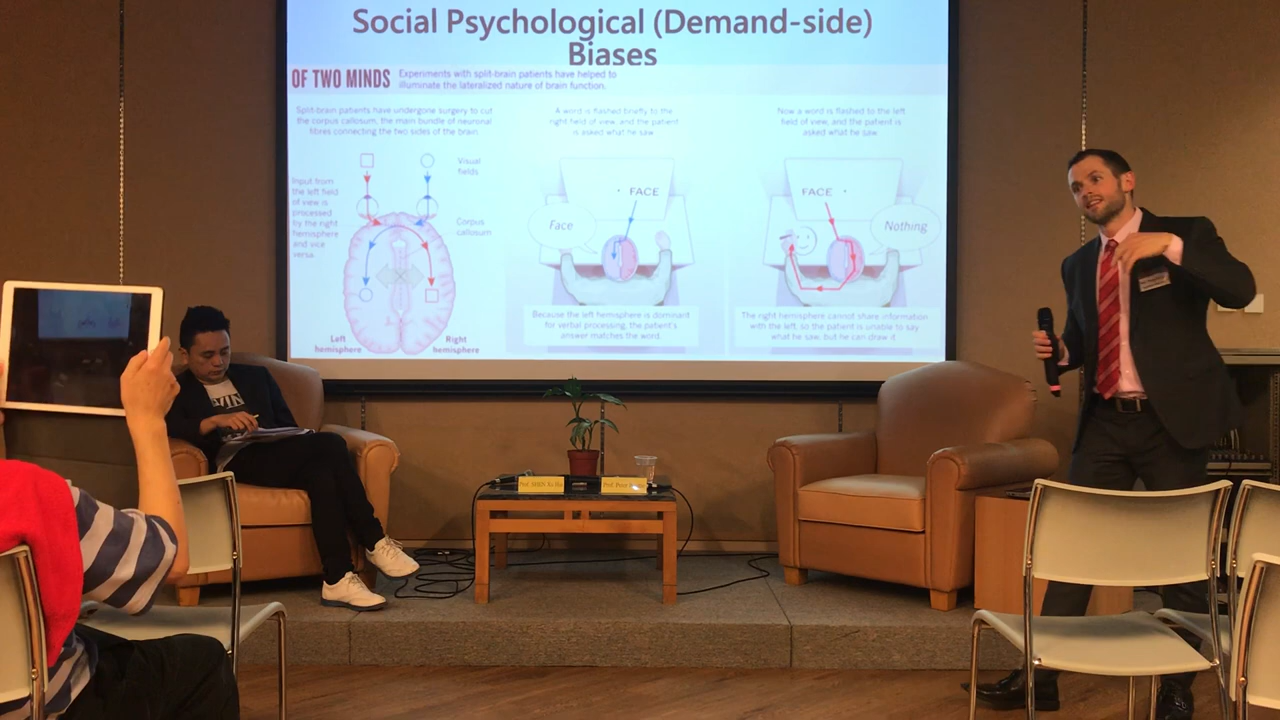 Social Psychological (Demand-side)
Biases
OF TWO MINDS
Experiments with split-brain patients have helped to
illuminate the lateralized nature of brain function.
Split-brain patients have undergone surgery to cut
the corpus callosum, the main bundle of neuronal
fibres connecting the two sides of the brain.
Input from
the left field
of view is
processed
by the right
hemisphere
and vice
versa.
Visual
fields
Corpus
callosum
Left
hemisphere
Right
hemisphere
A word is flashed briefly to the
right field of view, and the patient
is asked what he saw.
FACE
Face
Because the left hemisphere is dominant
for verbal processing, the patient's
answer matches the word.
Now a word is flashed to the left
field of view, and the patient is
asked what he saw.
FACE
Nothing
The right hemisphere cannot share information
with the left, so the patient is unable to say
what he saw, but he can draw it.
Prof.
Prof. Peter